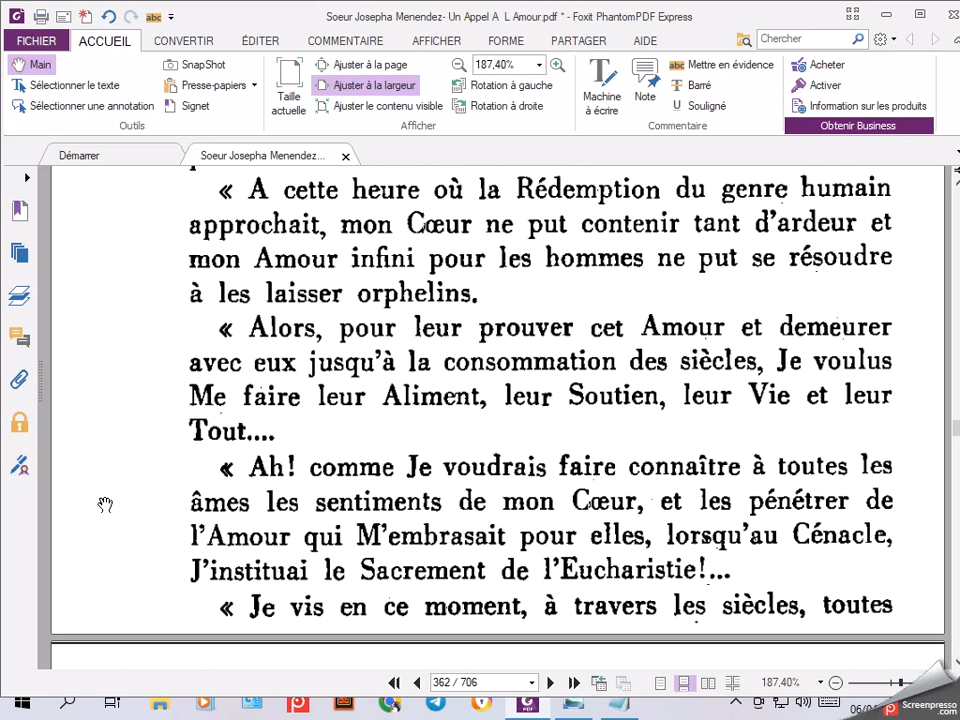 Soeur Josepha Menendez- Un Appel A L Amour.pdf * - Foxit PhantomPDF Express
FICHIER ACCUEIL CONVERTIR ÉDITER COMMENTAIRE AFFICHER FORME PARTAGER AIDE Chercher
Main SnapShot Ajuster à la page 187,40% Mettre en évidence Acheter
Sélectionner le texte Presse-papiers Ajuster à la largeur Rotation à gauche Barré Activer
Sélectionner une annotation Signet Taille actuelle Ajuster le contenu visible Rotation à droite Machine à écrire Note Souligné Information sur les produits
Outils Afficher Commentaire Obtenir Business
Démarrer Soeur Josepha Menendez...
« A cette heure où la Rédemption du genre humain
approchait, mon Cœur ne put contenir tant d'ardeur et
mon Amour infini pour les hommes ne put se résoudre
à les laisser orphelins.
« Alors, pour leur prouver cet Amour et demeurer
avec eux jusqu'à la consommation des siècles, Je voulus
Me faire leur Aliment, leur Soutien, leur Vie et leur
Tout....
« Ah! comme Je voudrais faire connaître à toutes les
âmes les sentiments de mon Cœur, et les pénétrer de
l'Amour qui M'embrasait pour elles, lorsqu'au Cénacle,
J'instituai le Sacrement de l'Eucharistie!...
« Je vis en ce moment, à travers les siècles, toutes
362 / 706 187,40%
Screenpresso
.com